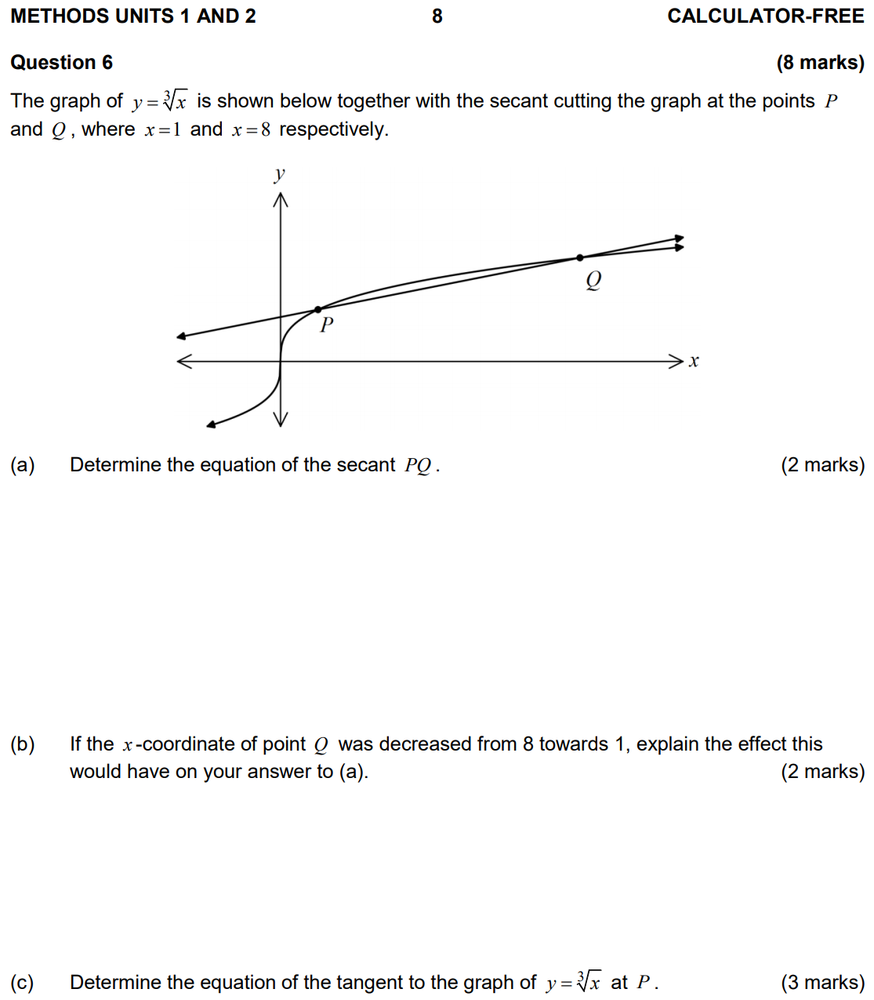 METHODS UNITS 1 AND 2 8 CALCULATOR-FREE
Question 6 (8 marks)
The graph of y = ∛x is shown below together with the secant cutting the graph at the points P
and Q , where x = 1 and x = 8 respectively.
y
Q
P
x
(a) Determine the equation of the secant PQ . (2 marks)
(b) If the x -coordinate of point Q was decreased from 8 towards 1, explain the effect this
would have on your answer to (a). (2 marks)
(c) Determine the equation of the tangent to the graph of y = ∛x at P . (3 marks)